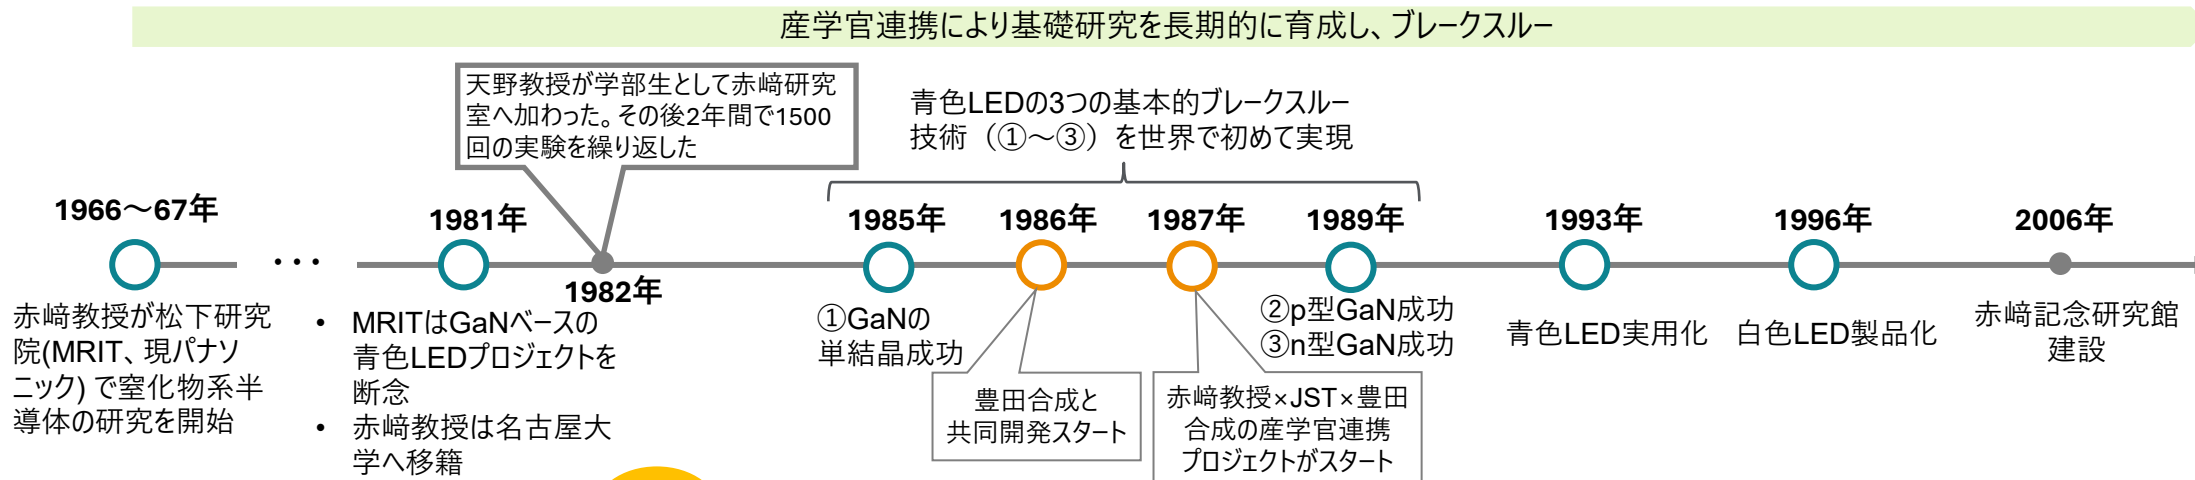 産学官連携により基礎研究を長期的に育成し、ブレークスルー
天野教授が学部生として赤﨑研究
室へ加わった。その後2年間で1500
回の実験を繰り返した
青色LEDの3つの基本的ブレークスルー
技術（①～③）を世界で初めて実現
1966～67年
赤﨑教授が松下研究
院(MRIT、現パナソ
ニック) で窒化物系半
導体の研究を開始
・・・
1981年
• MRITはGaNベースの
青色LEDプロジェクトを
断念
• 赤﨑教授は名古屋大
学へ移籍
1982年
1985年
①GaNの
単結晶成功
1986年
豊田合成と
共同開発スタート
1987年
赤﨑教授×JST×豊田
合成の産学官連携
プロジェクトがスタート
1989年
②p型GaN成功
③n型GaN成功
1993年
青色LED実用化
1996年
白色LED製品化
2006年
赤﨑記念研究館
建設